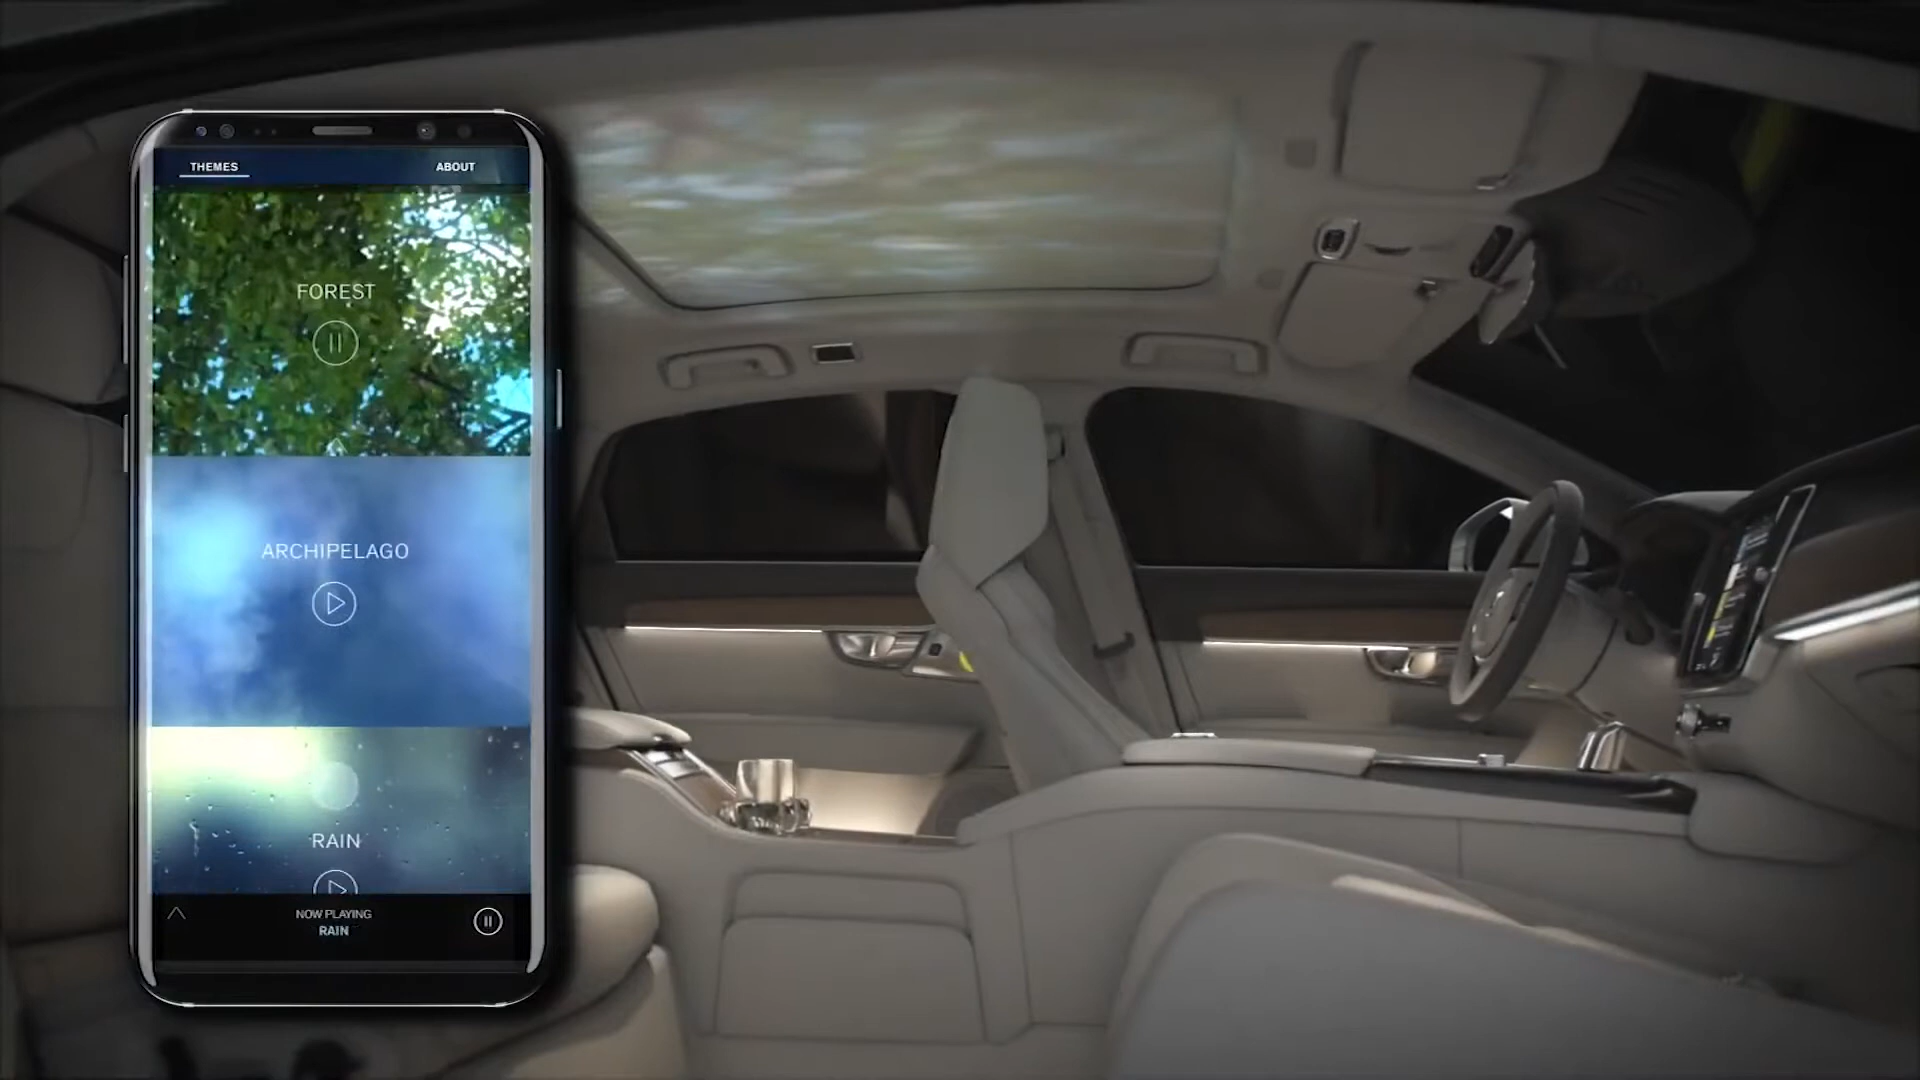 THEMES
ABOUT
FOREST
ARCHIPELAGO
RAIN
NOW PLAYING
RAIN